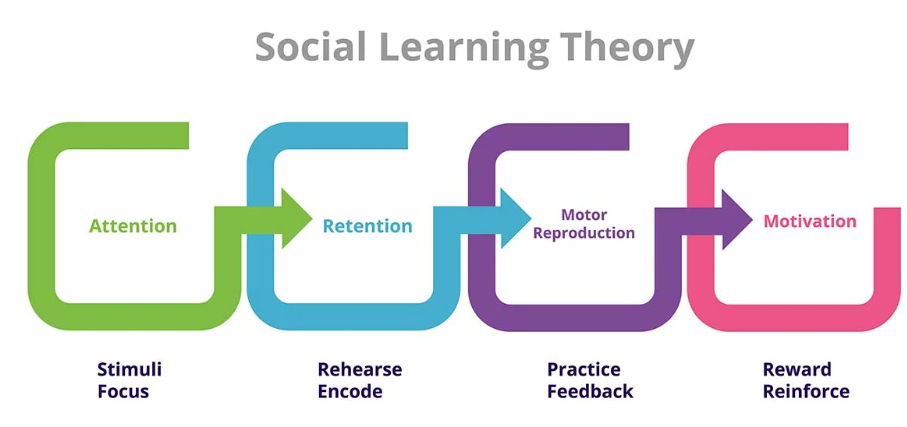 Social Learning Theory
Attention
Retention
Motor
Reproduction
Motivation
Stimuli
Focus
Rehearse
Encode
Practice
Feedback
Reward
Reinforce